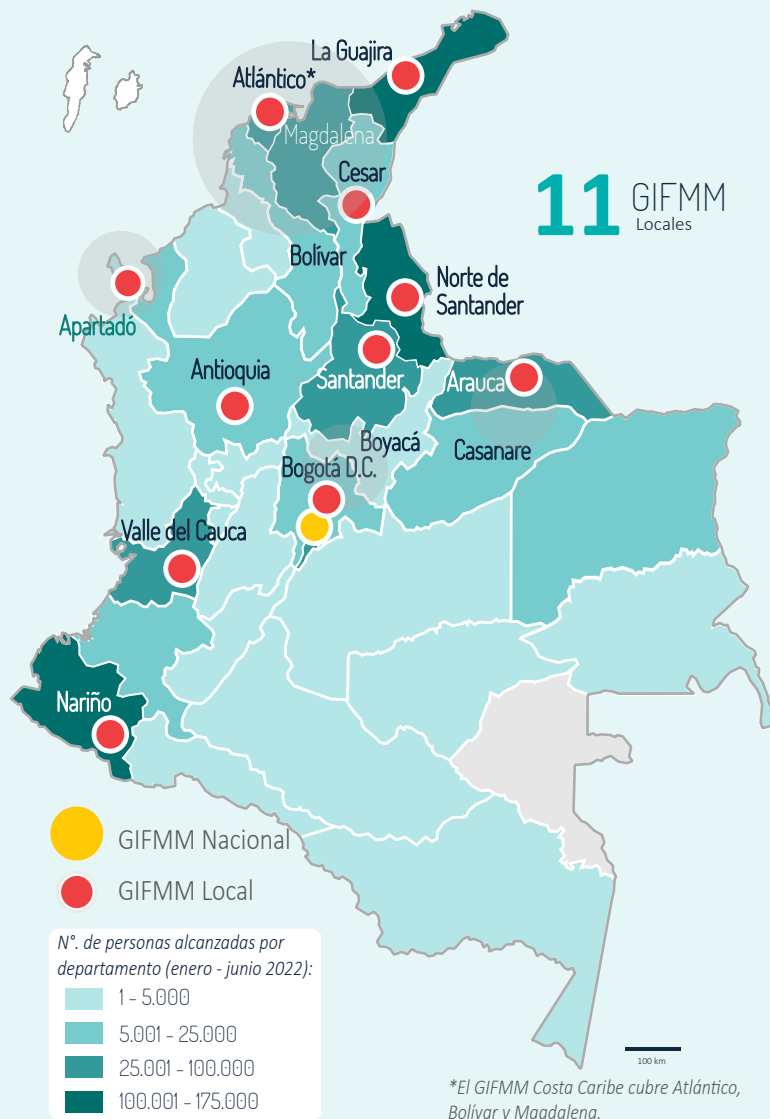 La Guajira
Atlántico*
Magdalena
Cesar
11 GIFMM
Locales
Bolívar
Norte de
Santander
Apartadó
Antioquia
Santander
Arauca
Boyacá
Casanare
Bogotá D.C.
Valle del Cauca
Nariño
GIFMM Nacional
GIFMM Local
N°. de personas alcanzadas por
departamento (enero - junio 2022):
1 - 5.000
5.001 - 25.000
25.001 - 100.000
100.001 - 175.000
100 km
*El GIFMM Costa Caribe cubre Atlántico,
Bolívar y Magdalena.